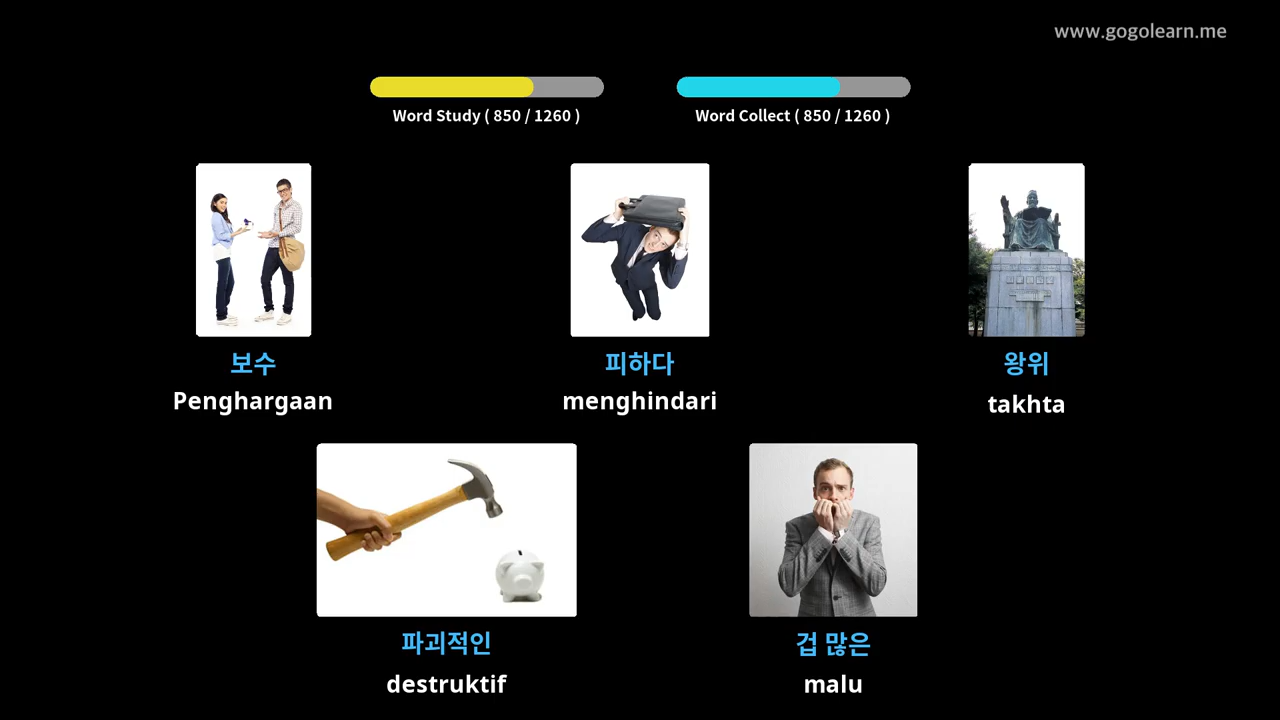 www.gogolearn.me
Word Study ( 850 / 1260 )
Word Collect ( 850 / 1260 )
보수
Penghargaan
피하다
menghindari
왕위
takhta
파괴적인
destruktif
겁 많은
malu